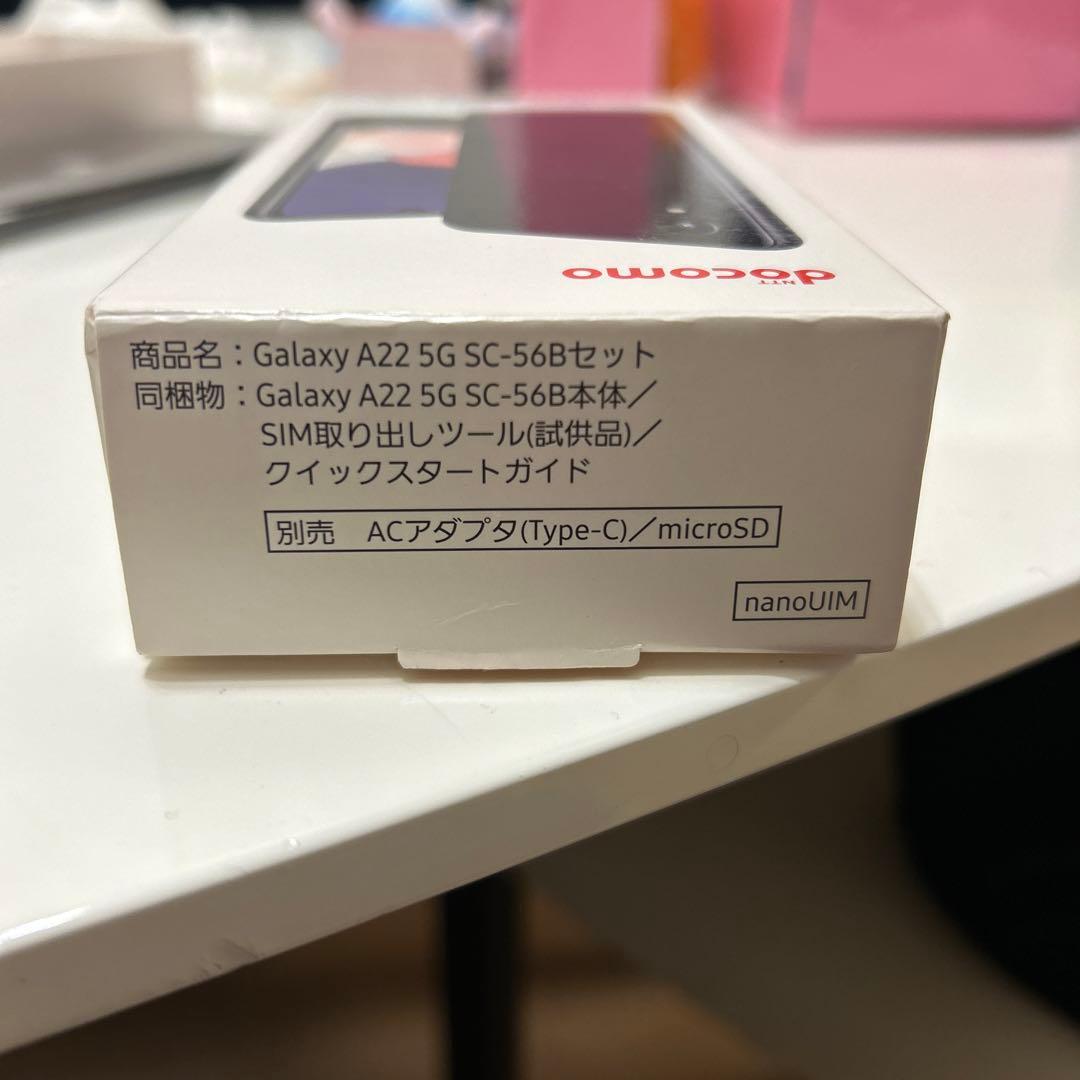 NTT
docomo
商品名：Galaxy A22 5G SC-56Bセット
同梱物：Galaxy A22 5G SC-56B本体／
SIM取り出しツール(試供品)／
クイックスタートガイド
別売　ACアダプタ(Type-C)／microSD
nanoUIM